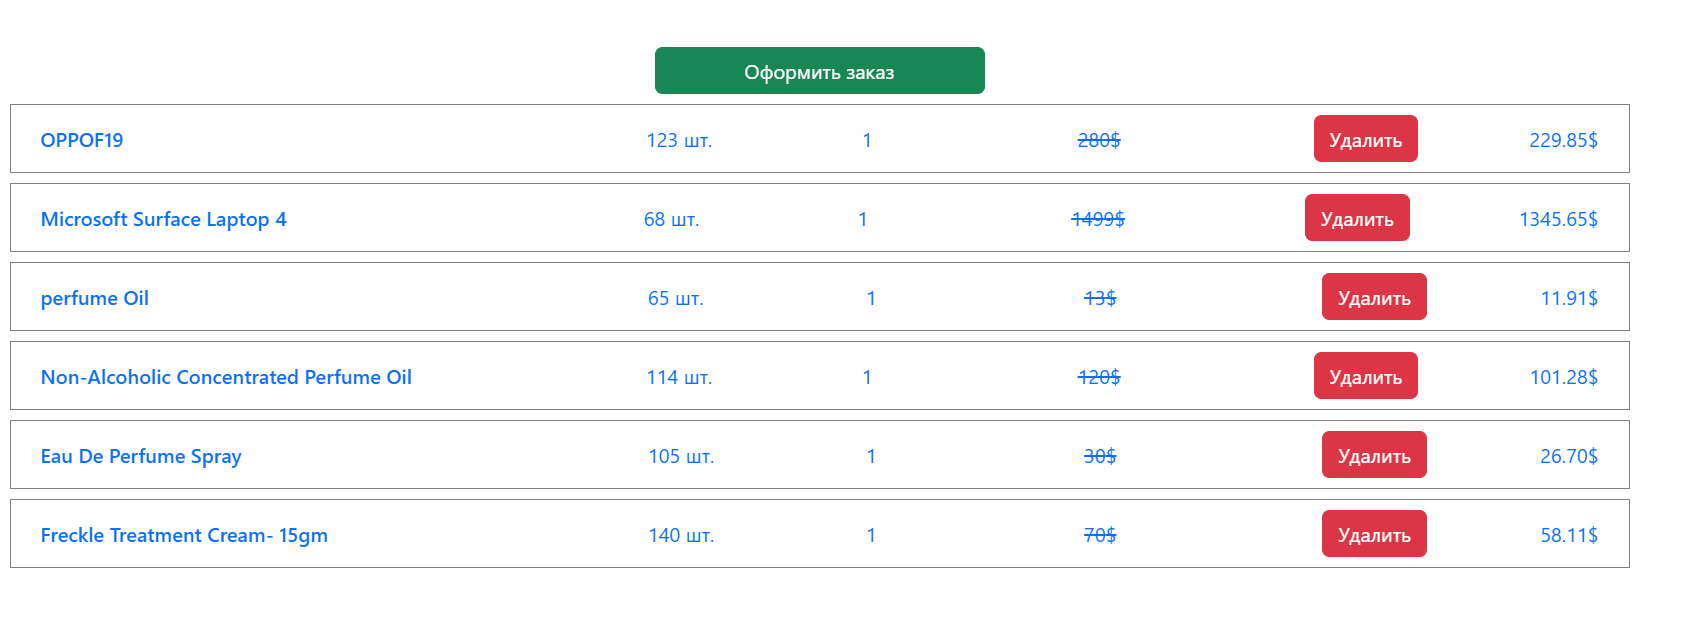 Оформить заказ
OPPOF19 123 шт. 1 280$ Удалить 229.85$
Microsoft Surface Laptop 4 68 шт. 1 1499$ Удалить 1345.65$
perfume Oil 65 шт. 1 13$ Удалить 11.91$
Non-Alcoholic Concentrated Perfume Oil 114 шт. 1 120$ Удалить 101.28$
Eau De Perfume Spray 105 шт. 1 30$ Удалить 26.70$
Freckle Treatment Cream- 15gm 140 шт. 1 70$ Удалить 58.11$